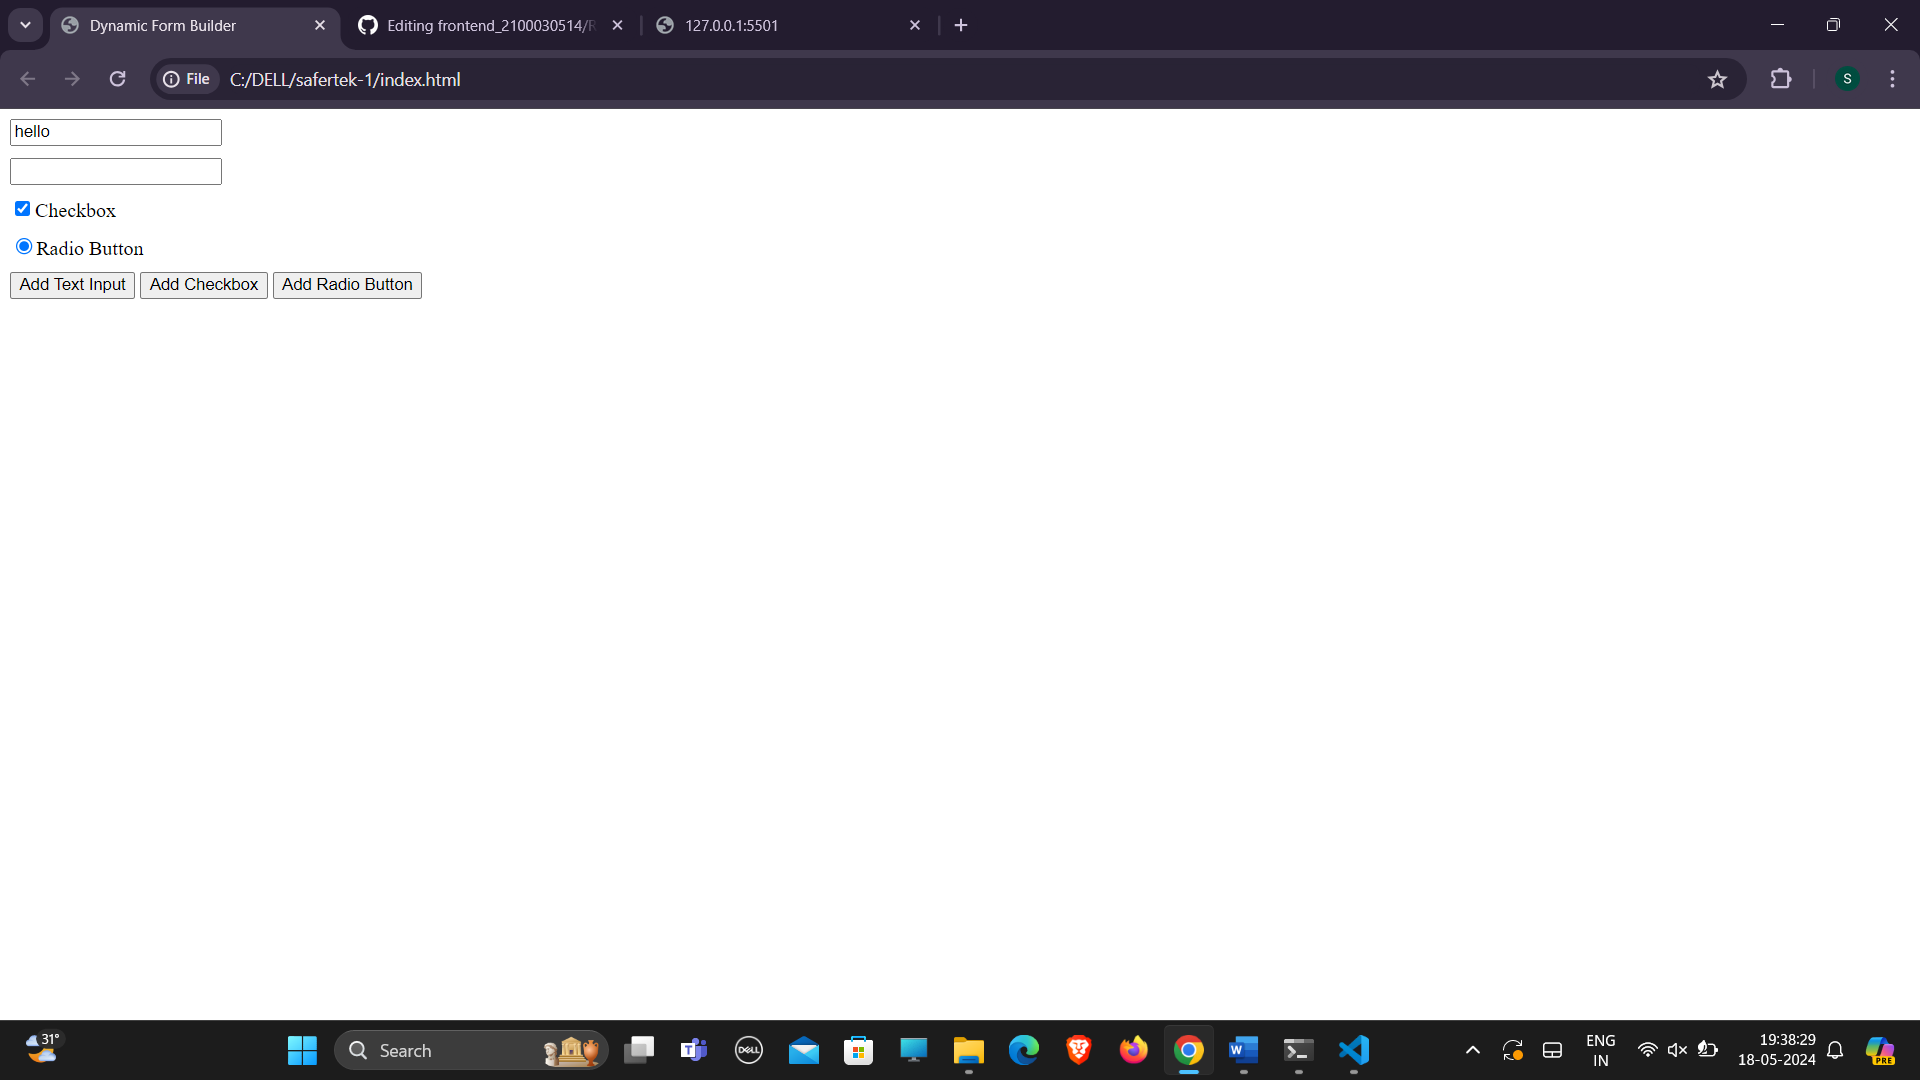 Dynamic Form Builder
Editing frontend_2100030514/R
127.0.0.1:5501
File
C:/DELL/safertek-1/index.html
S
hello
Checkbox
Radio Button
Add Text Input
Add Checkbox
Add Radio Button
31°
Search
T
DELL
W
ENG
IN
19:38:29
18-05-2024
PRE